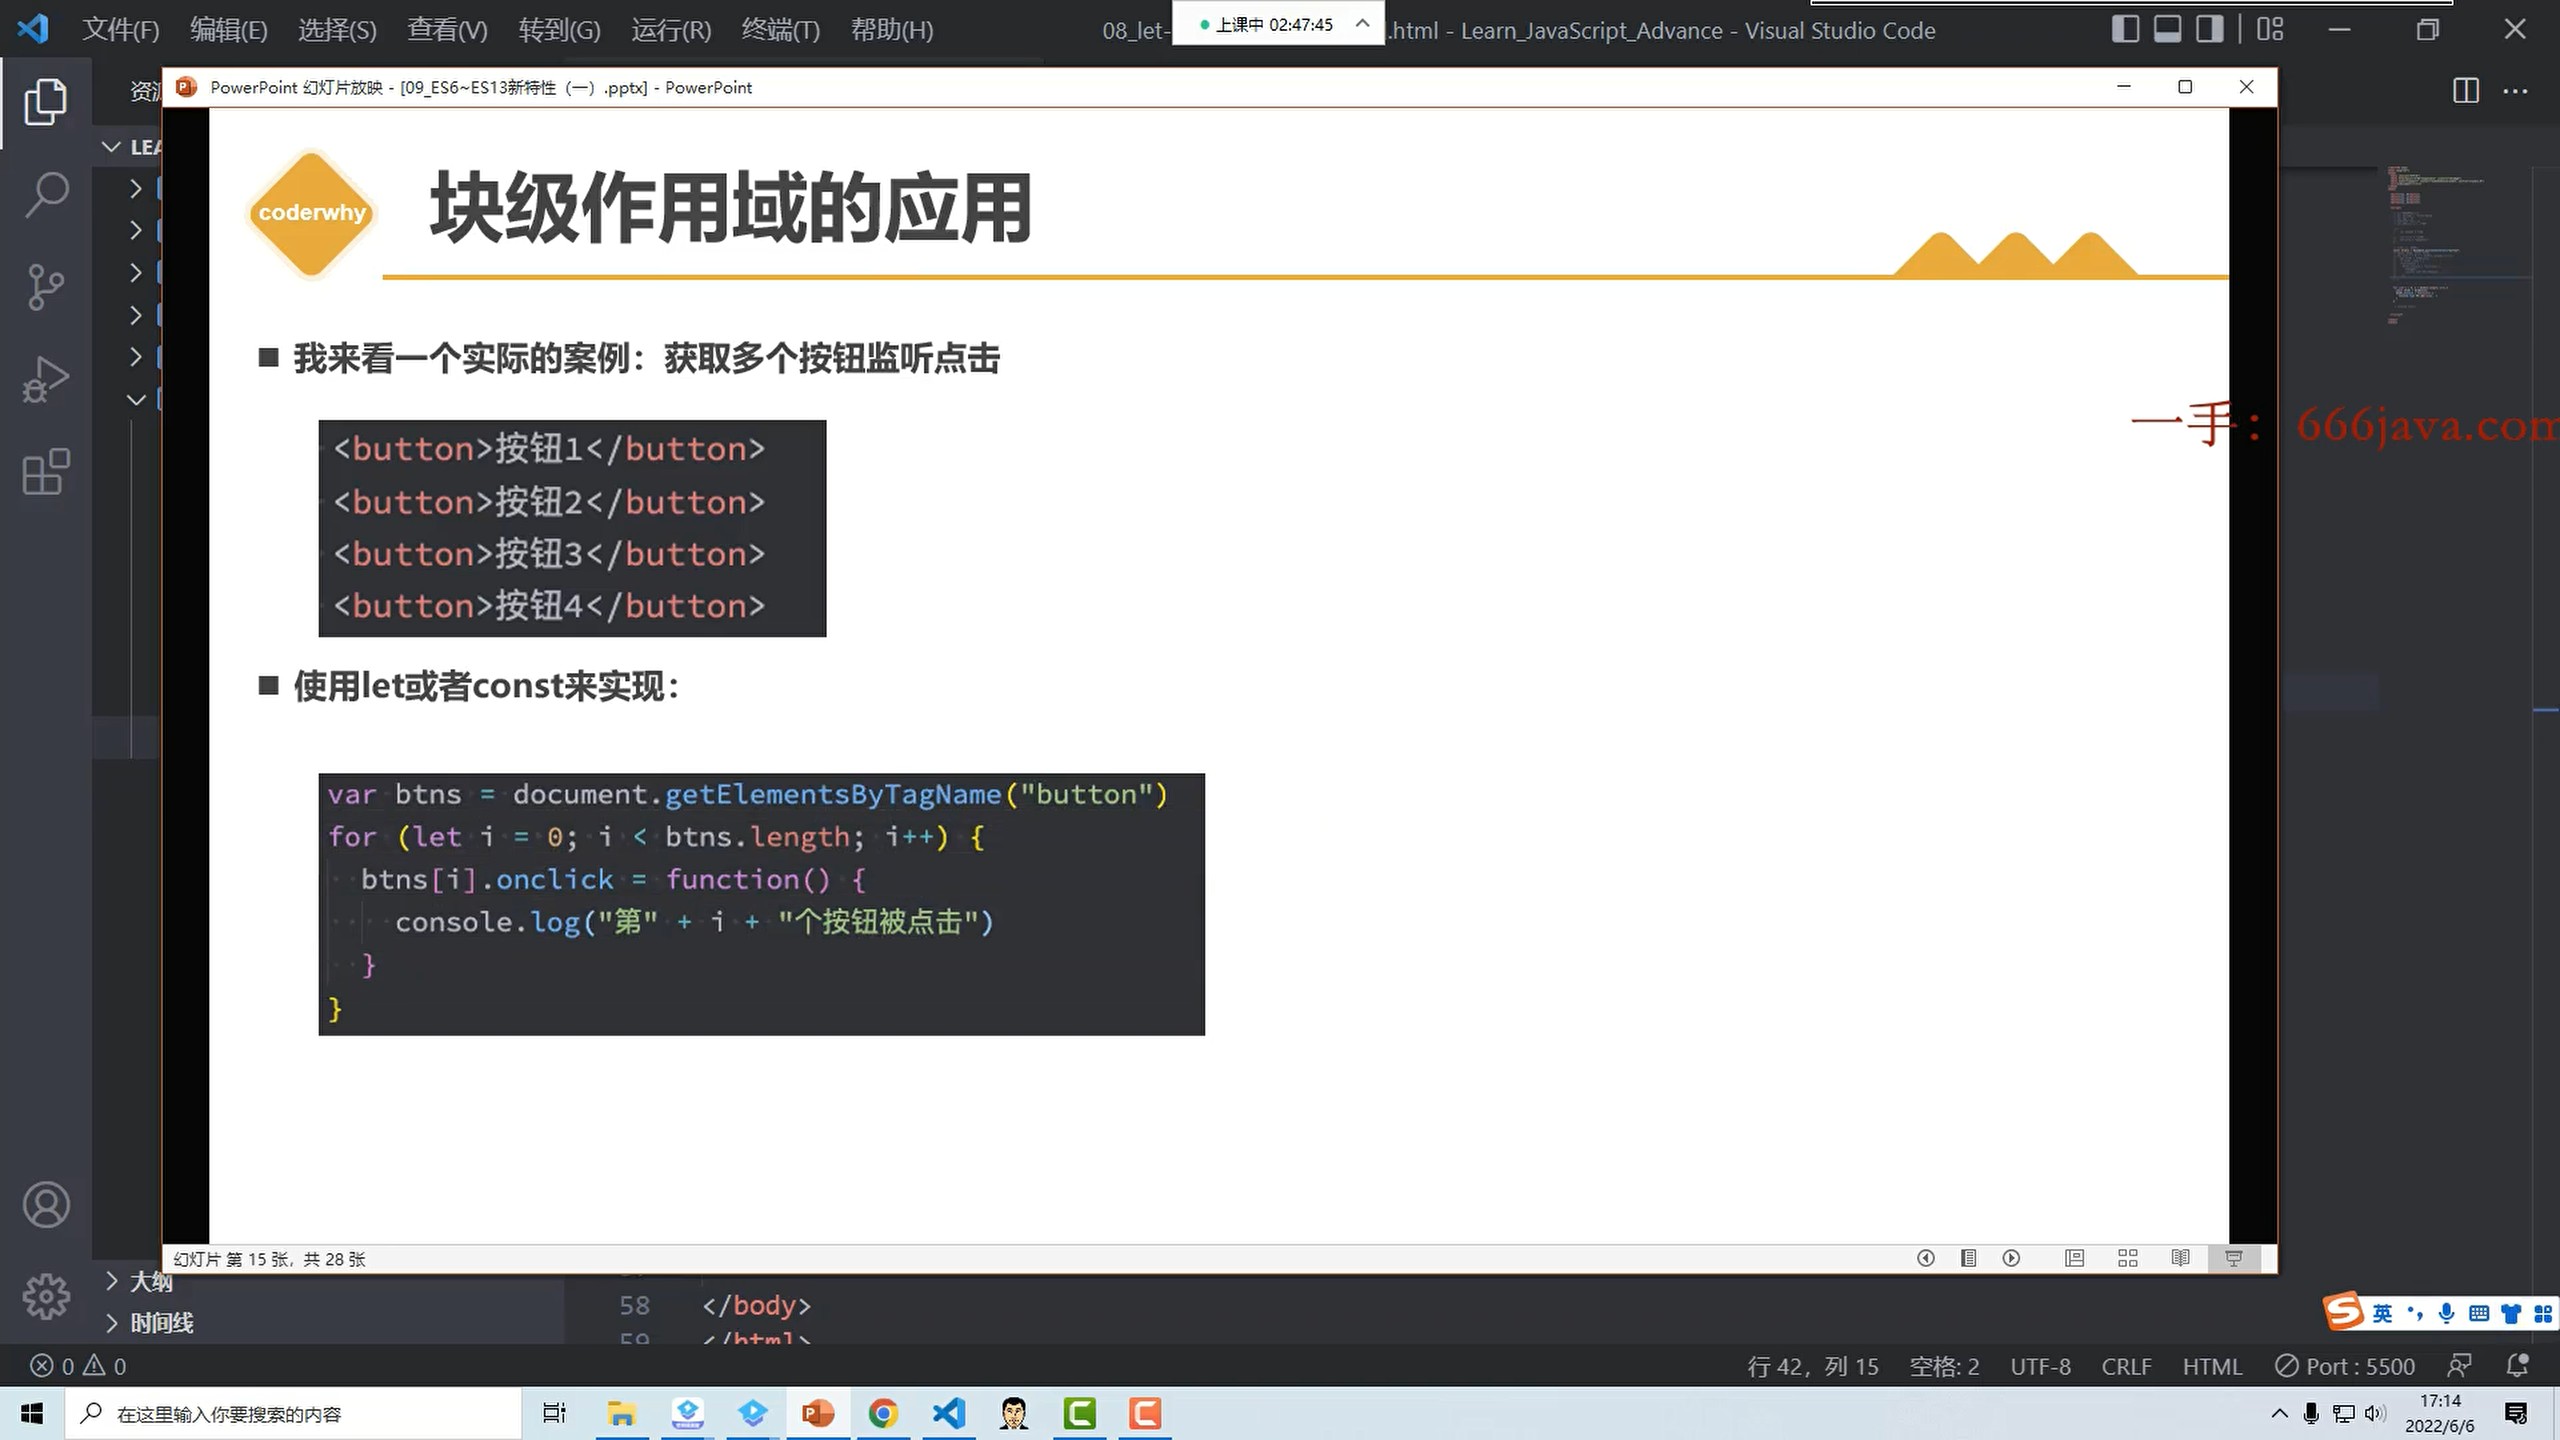 文件(F) 编辑(E) 选择(S) 查看(V) 转到(G) 运行(R) 终端(T) 帮助(H)
08_let-
上课中 02:47:45
.html - Learn_JavaScript_Advance - Visual Studio Code
PowerPoint 幻灯片放映 - [09_ES6~ES13新特性（一）.pptx] - PowerPoint
coderwhy
块级作用域的应用
我来看一个实际的案例：获取多个按钮监听点击
<button>按钮1</button>
<button>按钮2</button>
<button>按钮3</button>
<button>按钮4</button>
一手： 666java.com
使用let或者const来实现：
var btns = document.getElementsByTagName("button")
for (let i = 0; i < btns.length; i++) {
btns[i].onclick = function() {
console.log("第" + i + "个按钮被点击")
}
}
幻灯片 第 15 张，共 28 张
大纲
时间线
58 </body>
59 </html>
英
0 0
行 42，列 15 空格: 2 UTF-8 CRLF HTML Port : 5500
在这里输入你要搜索的内容
17:14
2022/6/6